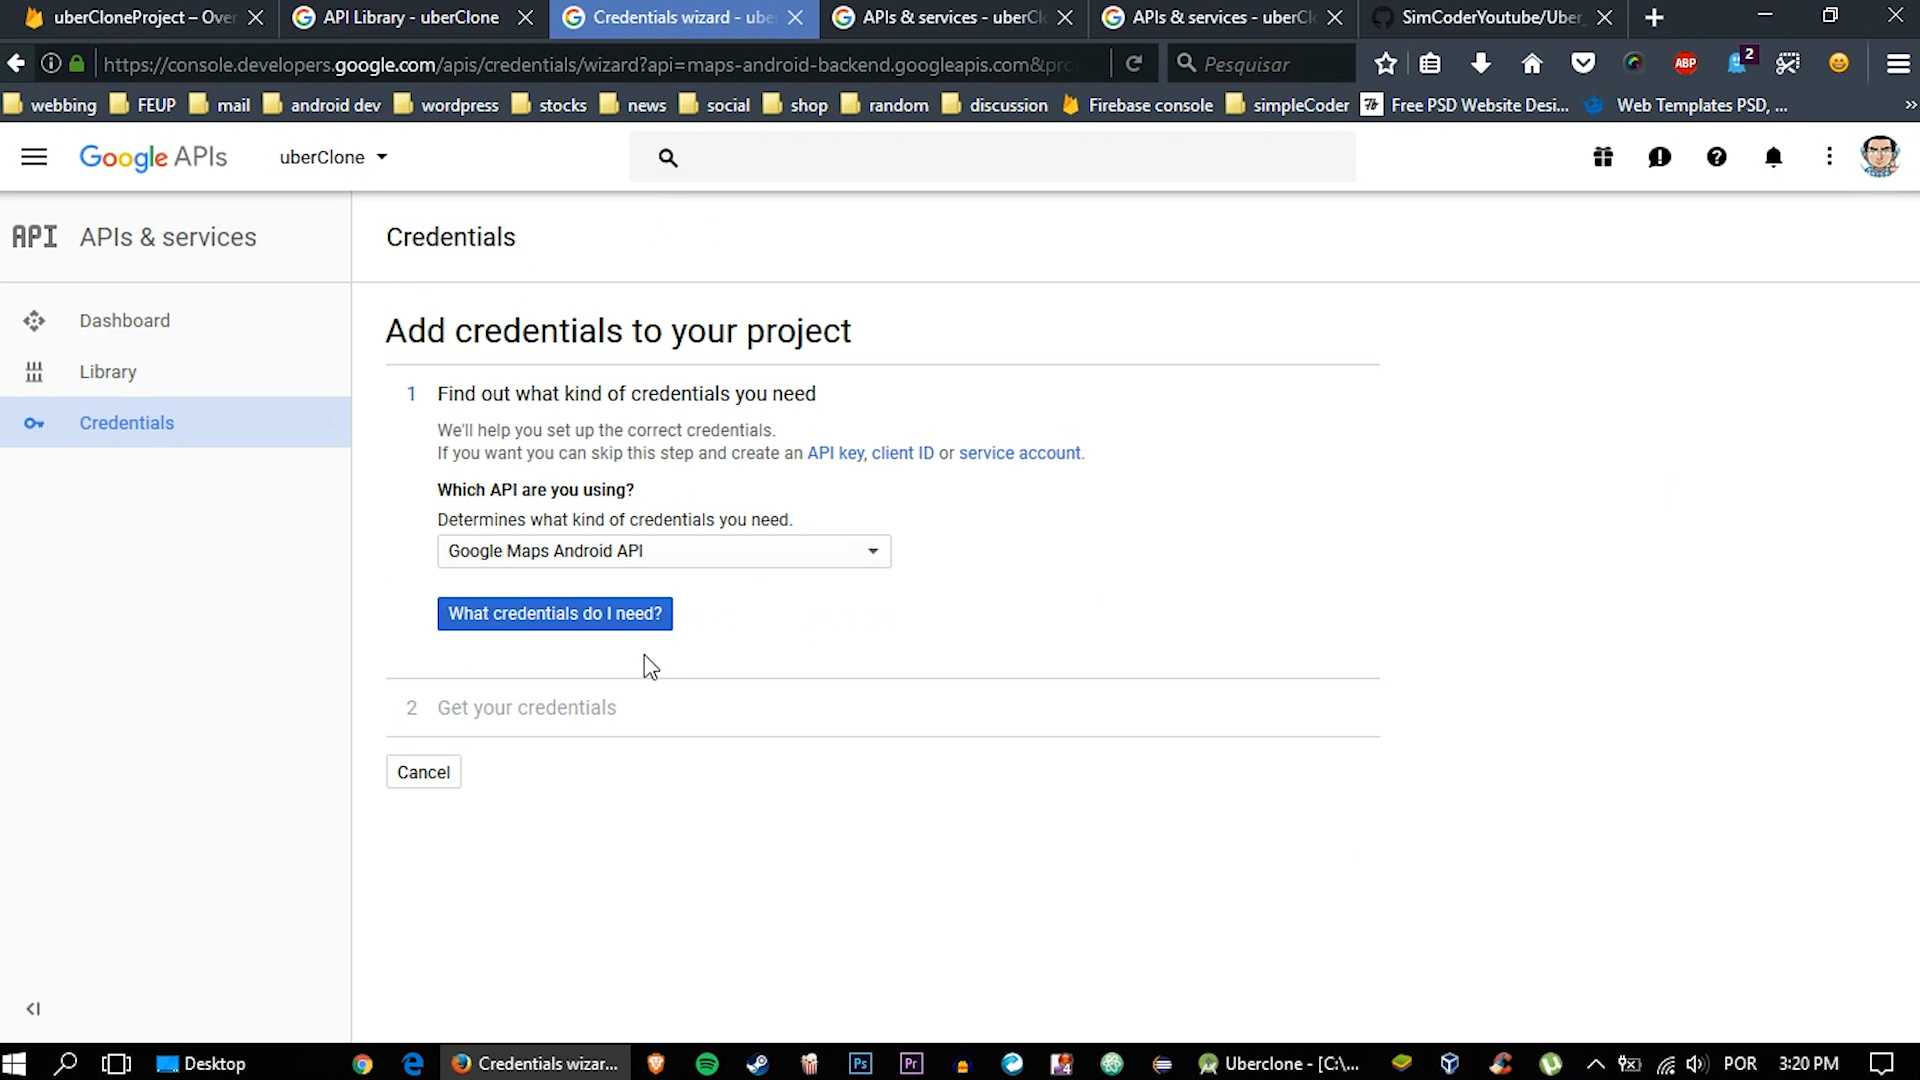 uberCloneProject – Over
API Library - uberClone
Credentials wizard - ube
APIs & services - uberCl
APIs & services - uberCl
SimCoderYoutube/Uber
https://console.developers.google.com/apis/credentials/wizard?api=maps-android-backend.googleapis.com&pro
Pesquisar
ABP
2
webbing
FEUP
mail
android dev
wordpress
stocks
news
social
shop
random
discussion
Firebase console
simpleCoder
Free PSD Website Desi...
Web Templates PSD, ...
Google APIs
uberClone
API APIs & services
Credentials
Dashboard
Library
Credentials
Add credentials to your project
1 Find out what kind of credentials you need
We'll help you set up the correct credentials.
If you want you can skip this step and create an API key, client ID or service account.
Which API are you using?
Determines what kind of credentials you need.
Google Maps Android API
What credentials do I need?
2 Get your credentials
Cancel
Desktop
Credentials wizar...
Ps
Pr
Uberclone - [C:\...
POR
3:20 PM